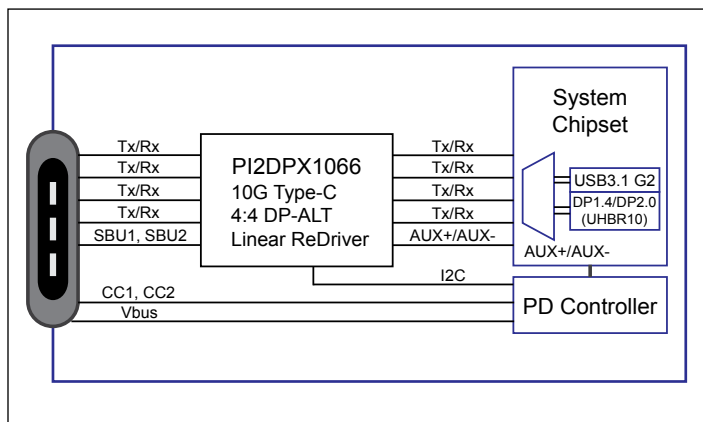 System
Chipset
Tx/Rx
Tx/Rx
Tx/Rx
Tx/Rx
SBU1, SBU2
PI2DPX1066
10G Type-C
4:4 DP-ALT
Linear ReDriver
Tx/Rx
Tx/Rx
Tx/Rx
Tx/Rx
AUX+/AUX-
USB3.1 G2
DP1.4/DP2.0
(UHBR10)
AUX+/AUX-
I2C
CC1, CC2
Vbus
PD Controller